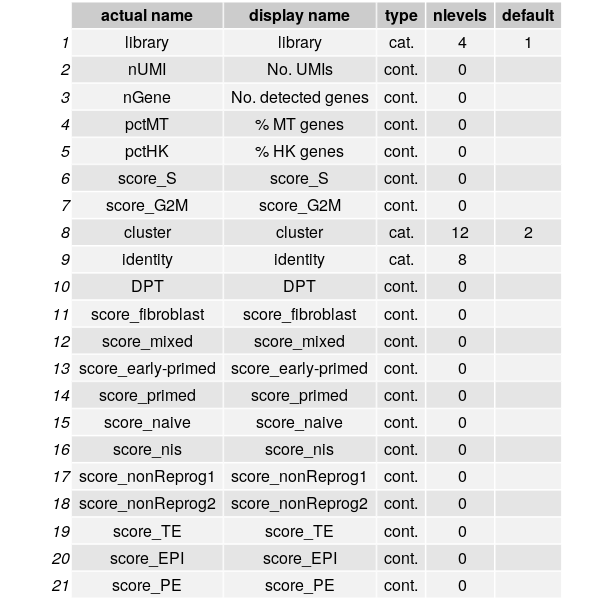 actual name display name type nlevels default
1 library library cat. 4 1
2 nUMI No. UMIs cont. 0
3 nGene No. detected genes cont. 0
4 pctMT % MT genes cont. 0
5 pctHK % HK genes cont. 0
6 score_S score_S cont. 0
7 score_G2M score_G2M cont. 0
8 cluster cluster cat. 12 2
9 identity identity cat. 8
10 DPT DPT cont. 0
11 score_fibroblast score_fibroblast cont. 0
12 score_mixed score_mixed cont. 0
13 score_early-primed score_early-primed cont. 0
14 score_primed score_primed cont. 0
15 score_naive score_naive cont. 0
16 score_nis score_nis cont. 0
17 score_nonReprog1 score_nonReprog1 cont. 0
18 score_nonReprog2 score_nonReprog2 cont. 0
19 score_TE score_TE cont. 0
20 score_EPI score_EPI cont. 0
21 score_PE score_PE cont. 0